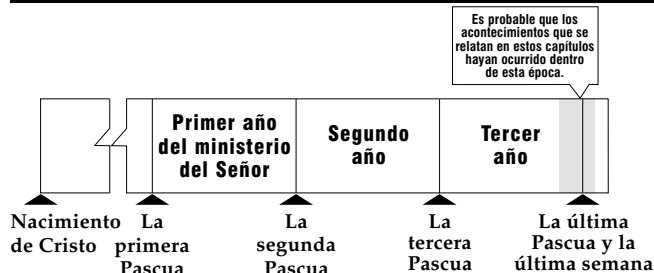 Es probable que los
acontecimientos que se
relatan en estos capítulos
hayan ocurrido dentro
de esta época.
Primer año
del ministerio
del Señor
Segundo
año
Tercer
año
Nacimiento
de Cristo
La
primera
Pascua
La
segunda
Pascua
La
tercera
Pascua
La última
Pascua y la
última semana